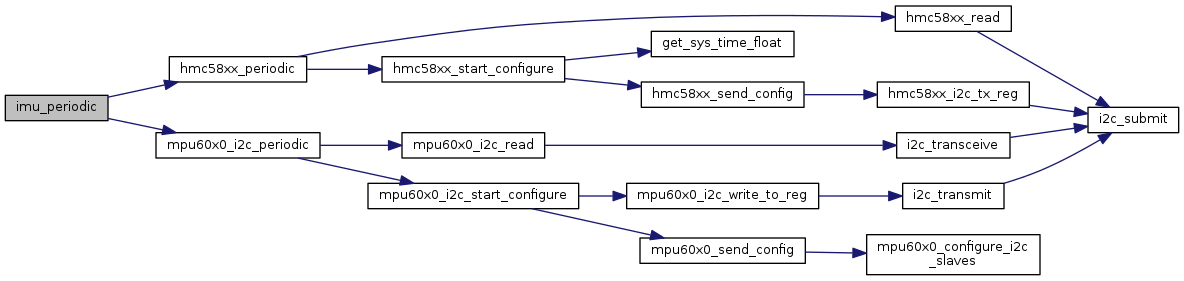 hmc58xx_read
get_sys_time_float
hmc58xx_periodic
hmc58xx_start_configure
hmc58xx_send_config
hmc58xx_i2c_tx_reg
imu_periodic
i2c_submit
mpu60x0_i2c_periodic
mpu60x0_i2c_read
i2c_transceive
mpu60x0_i2c_start_configure
mpu60x0_i2c_write_to_reg
i2c_transmit
mpu60x0_send_config
mpu60x0_configure_i2c
_slaves